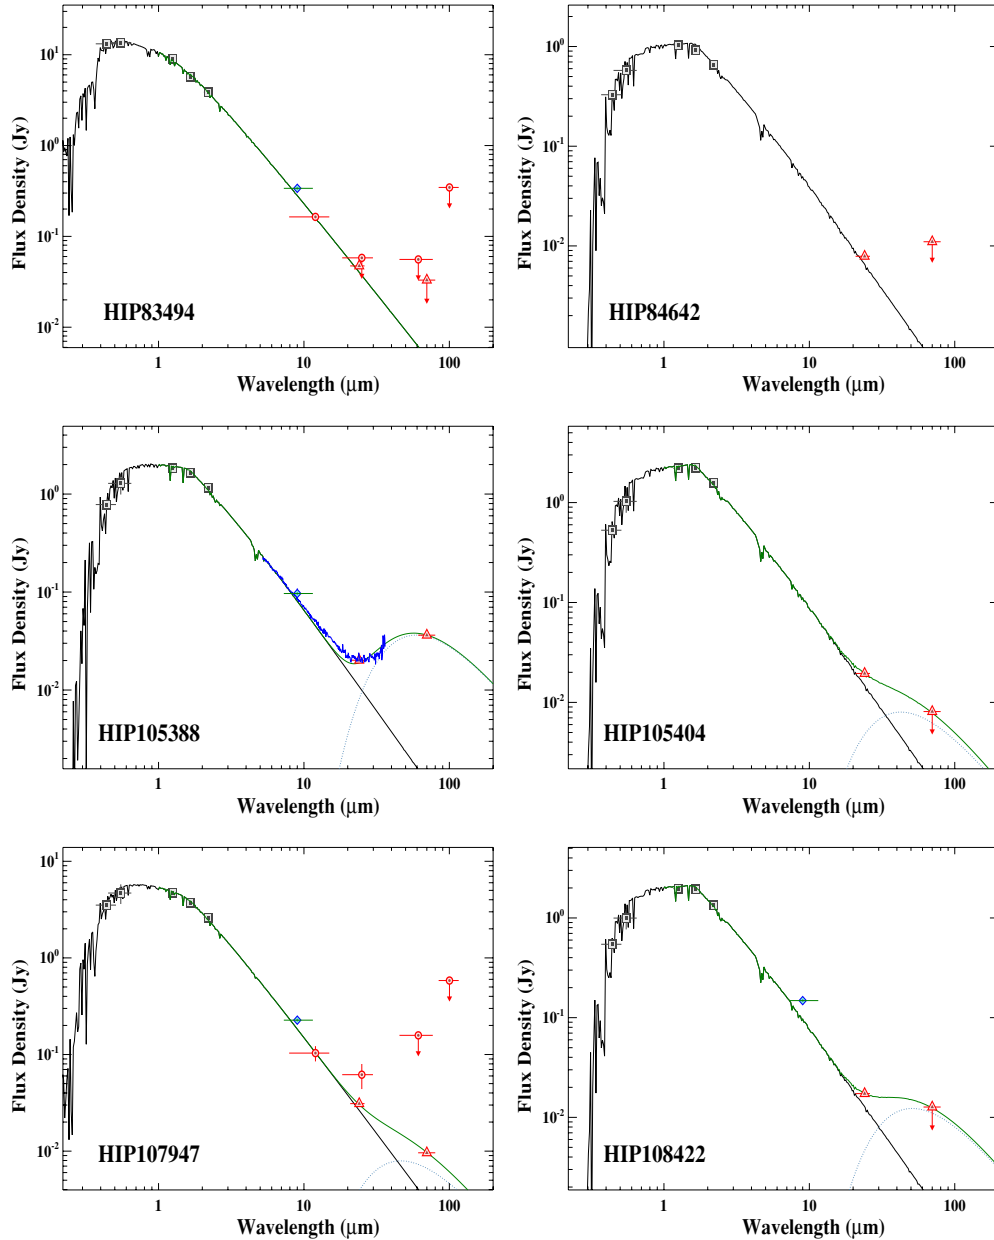 Flux Density (Jy)
10¹
10⁰
10⁻¹
10⁻²
HIP83494
1
10
100
Wavelength (μm)
Flux Density (Jy)
10⁰
10⁻¹
10⁻²
HIP84642
1
10
100
Wavelength (μm)
Flux Density (Jy)
10⁰
10⁻¹
10⁻²
HIP105388
1
10
100
Wavelength (μm)
Flux Density (Jy)
10⁰
10⁻¹
10⁻²
HIP105404
1
10
100
Wavelength (μm)
Flux Density (Jy)
10¹
10⁰
10⁻¹
10⁻²
HIP107947
1
10
100
Wavelength (μm)
Flux Density (Jy)
10⁰
10⁻¹
10⁻²
HIP108422
1
10
100
Wavelength (μm)